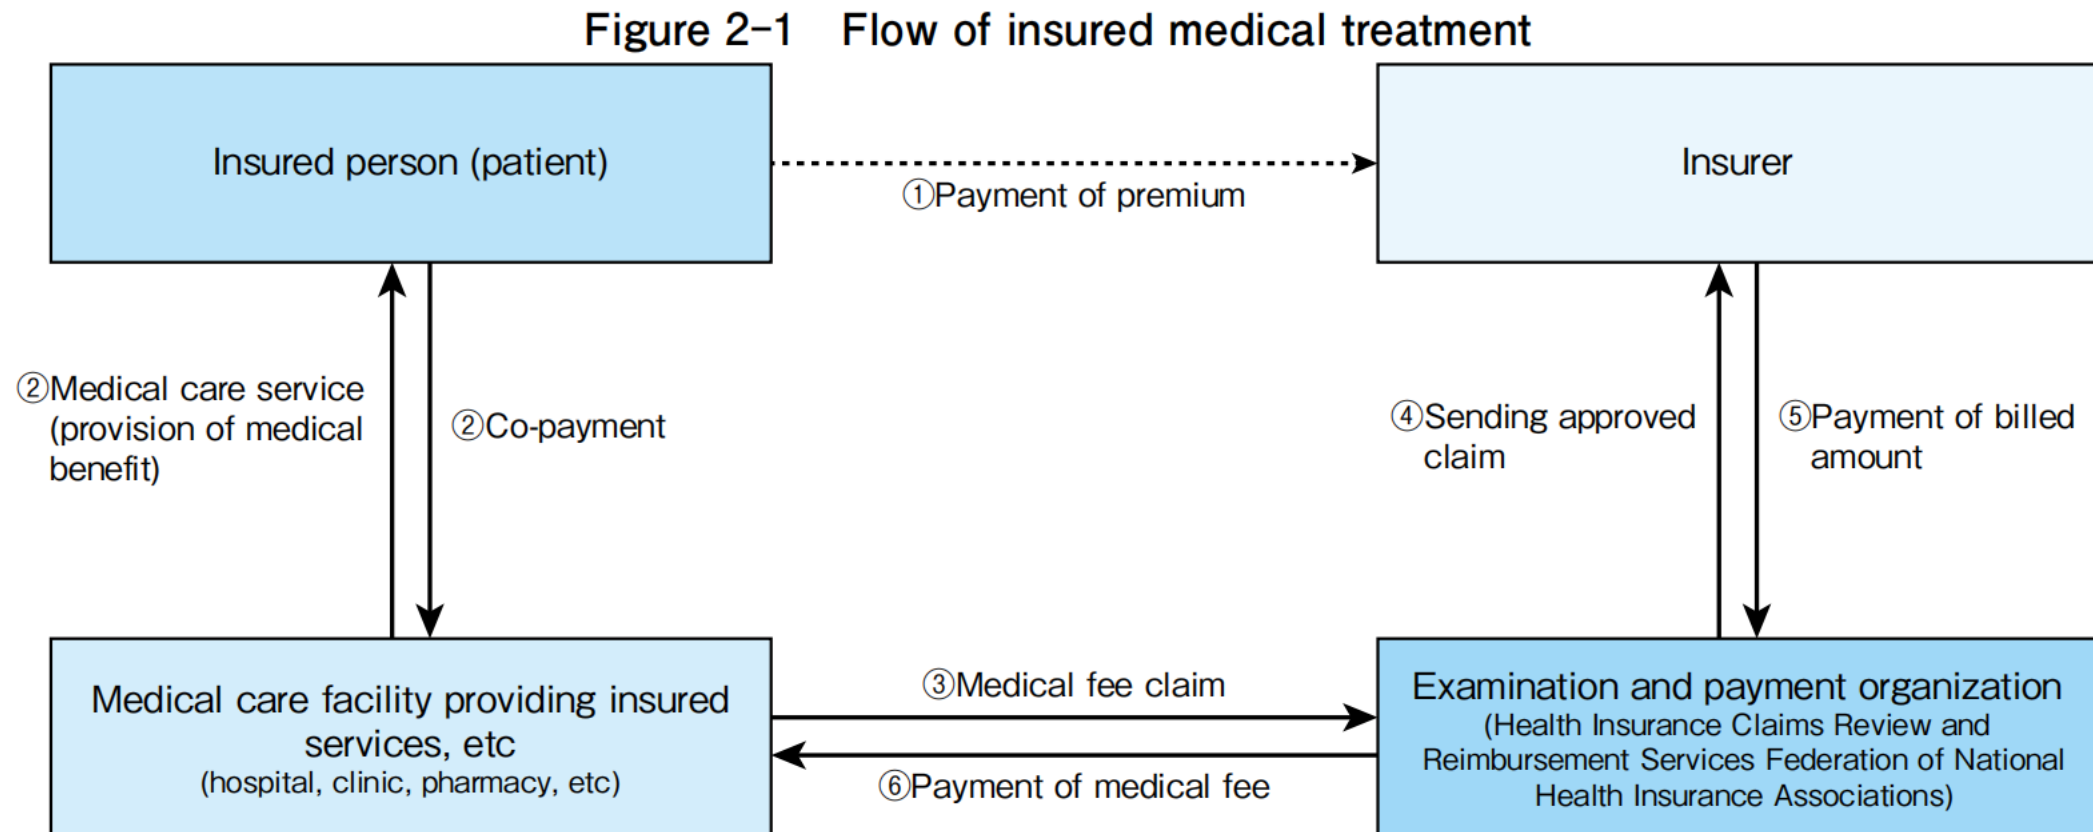 Figure 2-1 Flow of insured medical treatment
Insured person (patient)
①Payment of premium
Insurer
②Medical care service
(provision of medical
benefit)
②Co-payment
④Sending approved
claim
⑤Payment of billed
amount
Medical care facility providing insured
services, etc
(hospital, clinic, pharmacy, etc)
③Medical fee claim
⑥Payment of medical fee
Examination and payment organization
(Health Insurance Claims Review and
Reimbursement Services Federation of National
Health Insurance Associations)